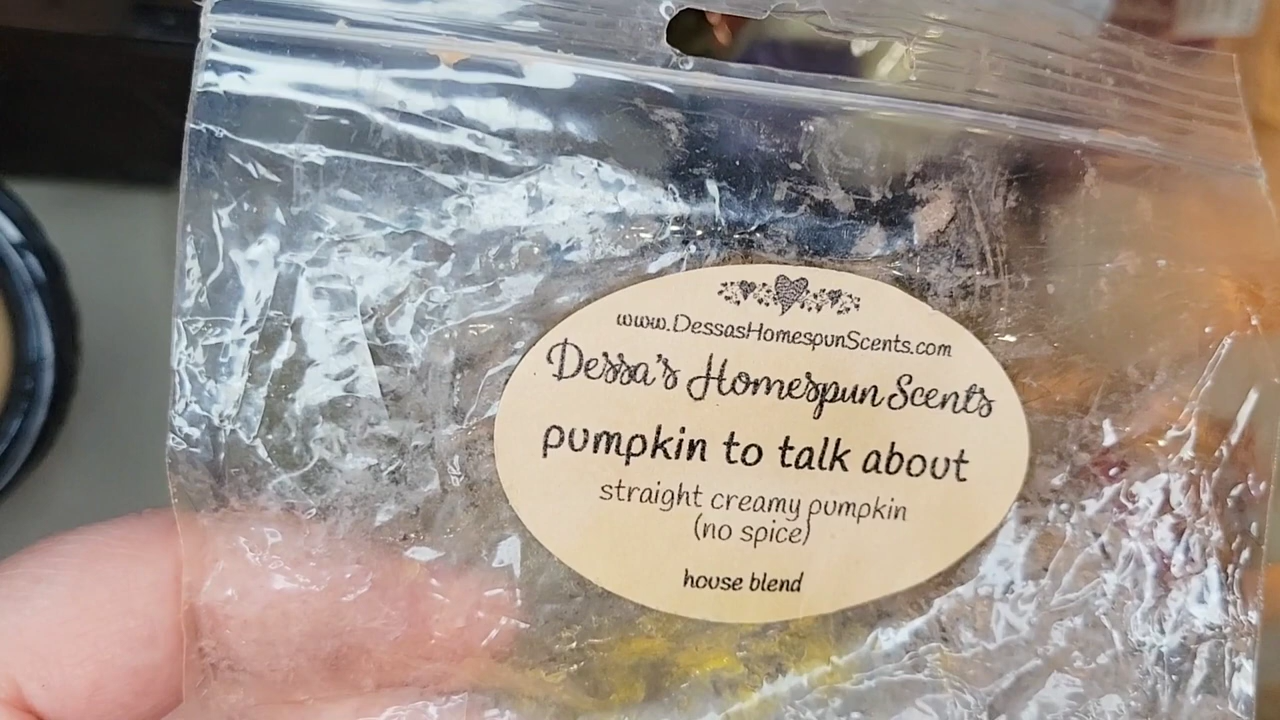 www.DessasHomespunScents.com
Dessa's Homespun Scents
pumpkin to talk about
straight creamy pumpkin
(no spice)
house blend